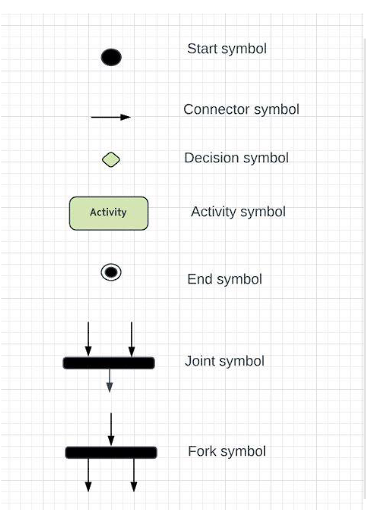 Start symbol
Connector symbol
Decision symbol
Activity
Activity symbol
End symbol
Joint symbol
Fork symbol